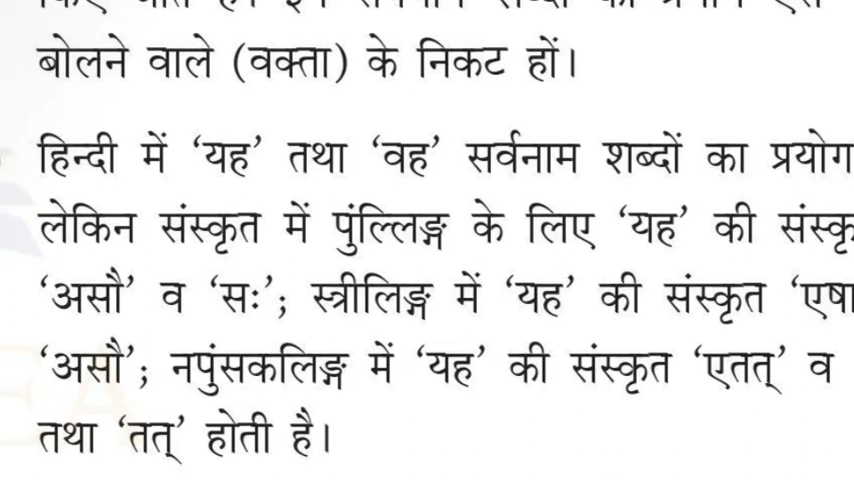 बोलने वाले (वक्ता) के निकट हों।
हिन्दी में ‘यह’ तथा ‘वह’ सर्वनाम शब्दों का प्रयोग
लेकिन संस्कृत में पुंल्लिङ्ग के लिए ‘यह’ की
‘असौ’ व ‘सः’; स्त्रीलिङ्ग में ‘यह’ की संस्कृत ‘एषा
‘असौ’; नपुंसकलिङ्ग में ‘यह’ की संस्कृत ‘एतत्’ व
तथा ‘तत्’ होती है।